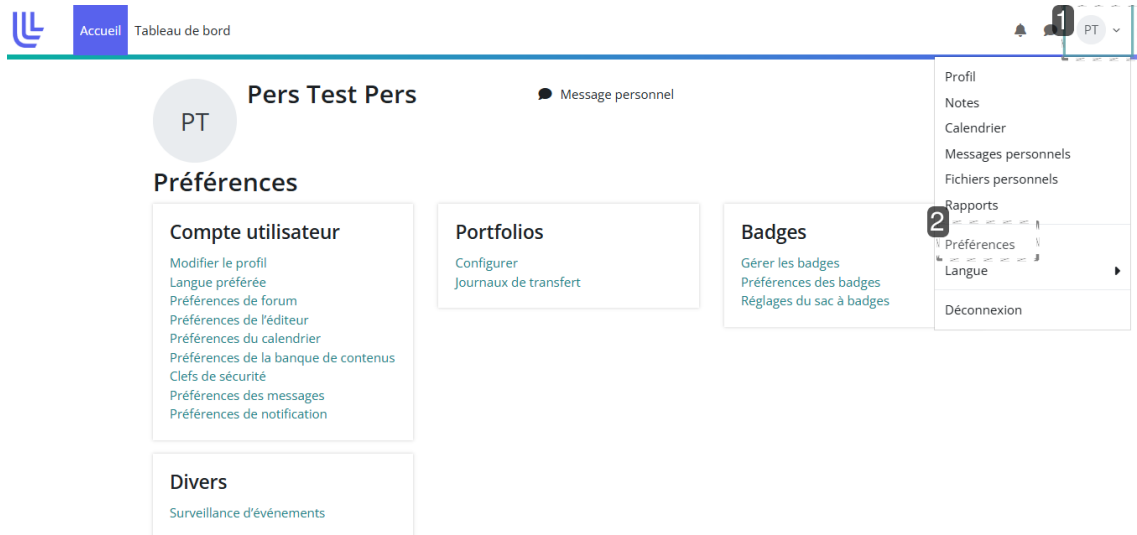 Accueil Tableau de bord
1 PT
Profil
Notes
Calendrier
Messages personnels
Fichiers personnels
Rapports
2
Préférences
Langue
Déconnexion
PT
Pers Test Pers
Message personnel
Préférences
Compte utilisateur
Modifier le profil
Langue préférée
Préférences de forum
Préférences de l'éditeur
Préférences du calendrier
Préférences de la banque de contenus
Clefs de sécurité
Préférences des messages
Préférences de notification
Portfolios
Configurer
Journaux de transfert
Badges
Gérer les badges
Préférences des badges
Réglages du sac à badges
Divers
Surveillance d'événements